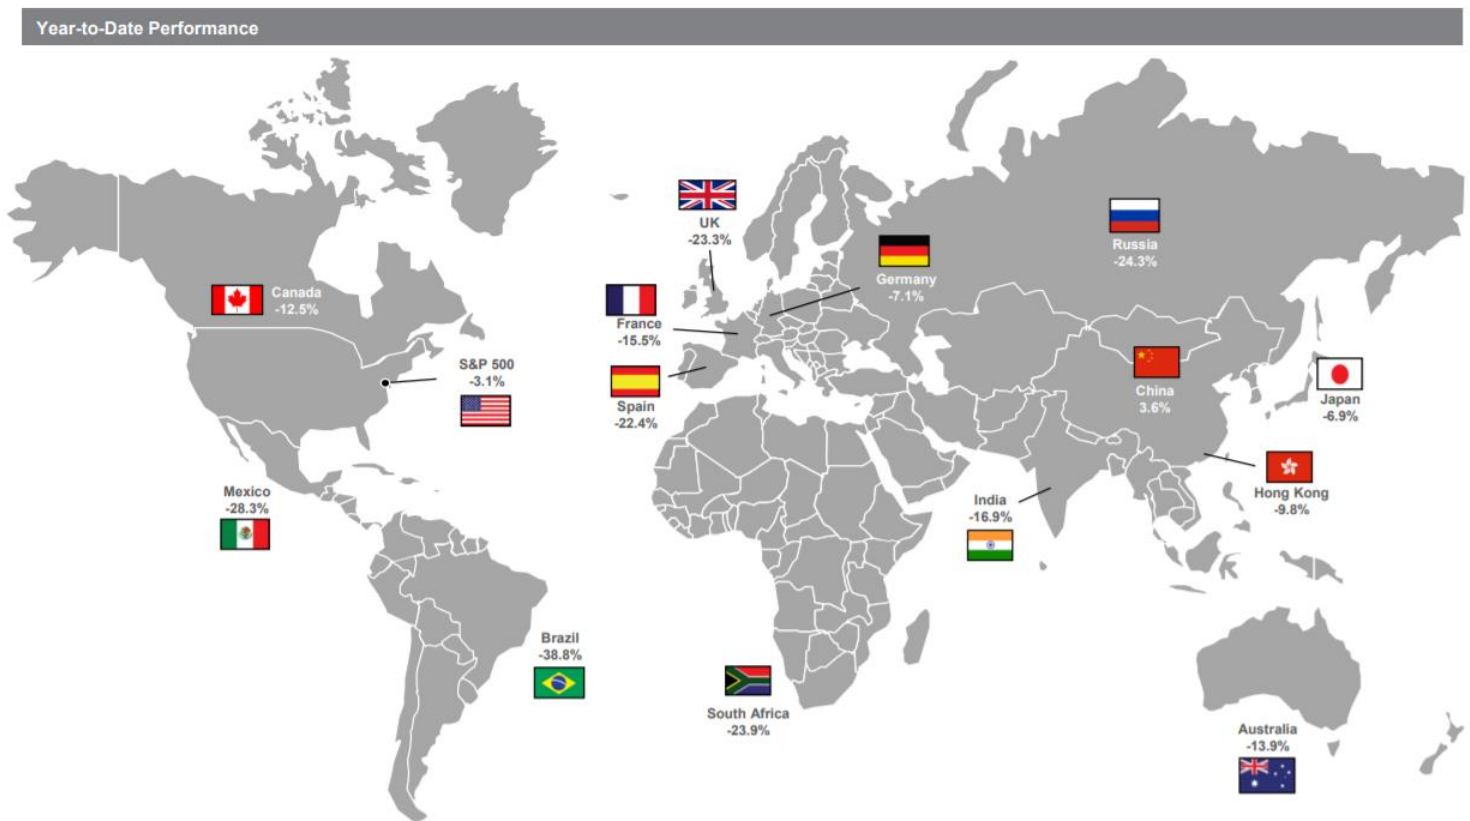 Year-to-Date Performance
UK
-23.3%
Russia
-24.3%
Germany
-7.1%
Canada
-12.5%
France
-15.5%
S&P 500
-3.1%
China
3.6%
Japan
-6.9%
Spain
-22.4%
Mexico
-28.3%
India
-16.9%
Hong Kong
-9.8%
Brazil
-38.8%
South Africa
-23.9%
Australia
-13.9%